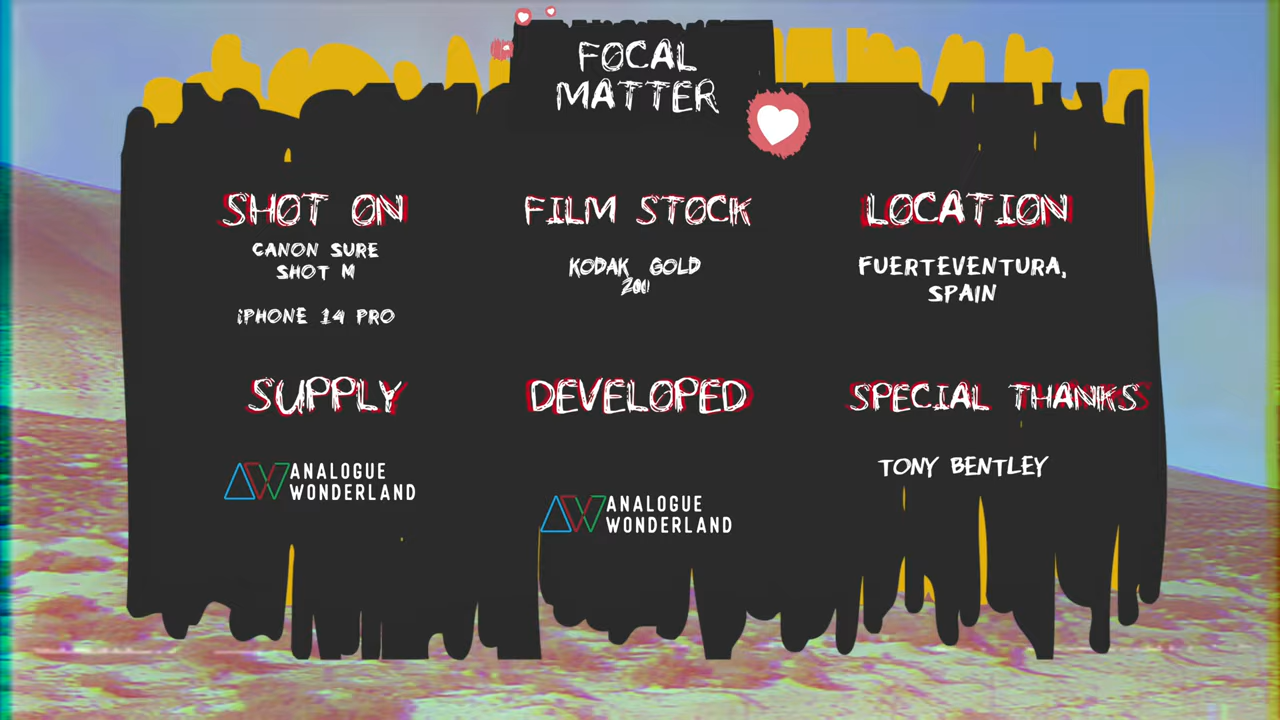 FOCAL
MATTER
SHOT ON
CANON SURE
SHOT M
iPHONE 14 PRO
FILM STOCK
KODAK GOLD
200
LOCATION
FUERTEVENTURA,
SPAIN
SUPPLY
ANALOGUE
WONDERLAND
DEVELOPED
ANALOGUE
WONDERLAND
SPECIAL THANKS
TONY BENTLEY